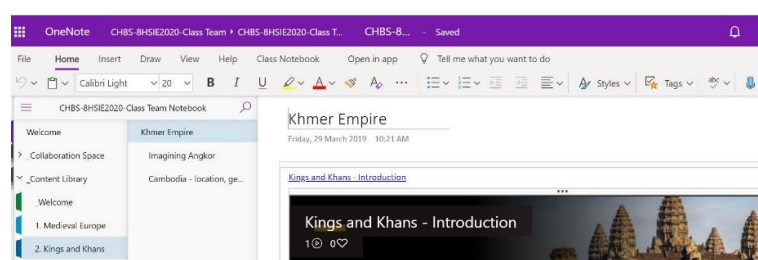 OneNote CHBS-8HSIE2020-Class Team › CHBS-8HSIE2020-Class T... CHBS-8... - Saved
File Home Insert Draw View Help Class Notebook Open in app Tell me what you want to do
Calibri Light 20 B I U A A ... Styles Tags abc
CHBS-8HSIE2020-Class Team Notebook
Welcome
_Collaboration Space
_Content Library
_Welcome
1. Medieval Europe
2. Kings and Khans
Khmer Empire
Imagining Angkor
Cambodia - location, ge...
Khmer Empire
Friday, 29 March 2019 10:21 AM
Kings and Khans - Introduction
Kings and Khans - Introduction
1 0